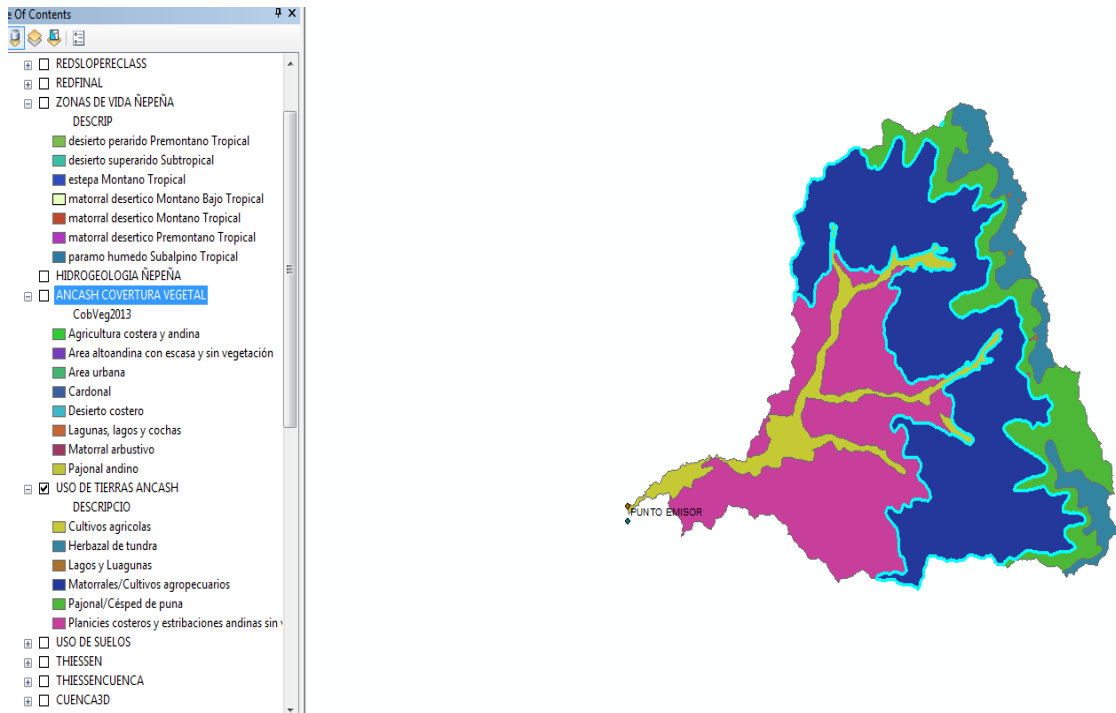 e Of Contents
REDSLOPERECLASS
REDFINAL
ZONAS DE VIDA ÑEPEÑA
DESCRIP
desierto perarido Premontano Tropical
desierto superarido Subtropical
estepa Montano Tropical
matorral desertico Montano Bajo Tropical
matorral desertico Montano Tropical
matorral desertico Premontano Tropical
paramo humedo Subalpino Tropical
HIDROGEOLOGIA ÑEPEÑA
ANCASH COVERTURA VEGETAL
CobVeg2013
Agricultura costera y andina
Area altoandina con escasa y sin vegetación
Area urbana
Cardonal
Desierto costero
Lagunas, lagos y cochas
Matorral arbustivo
Pajonal andino
USO DE TIERRAS ANCASH
DESCRIPCIO
Cultivos agricolas
Herbazal de tundra
Lagos y Luagunas
Matorrales/Cultivos agropecuarios
Pajonal/Césped de puna
Planicies costeros y estribaciones andinas sin
USO DE SUELOS
THIESSEN
THIESSENCUENCA
CUENCA3D
PUNTO EMISOR